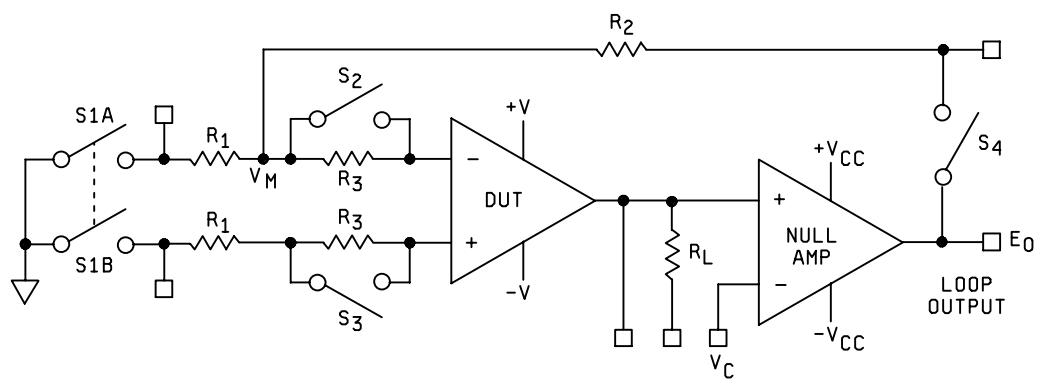 R2
S2
S1A
+V
R1
S4
VM
R3
+VCC
DUT
R3
R1
NULL
AMP
EO
RL
S1B
-V
LOOP
OUTPUT
S3
-VCC
VC